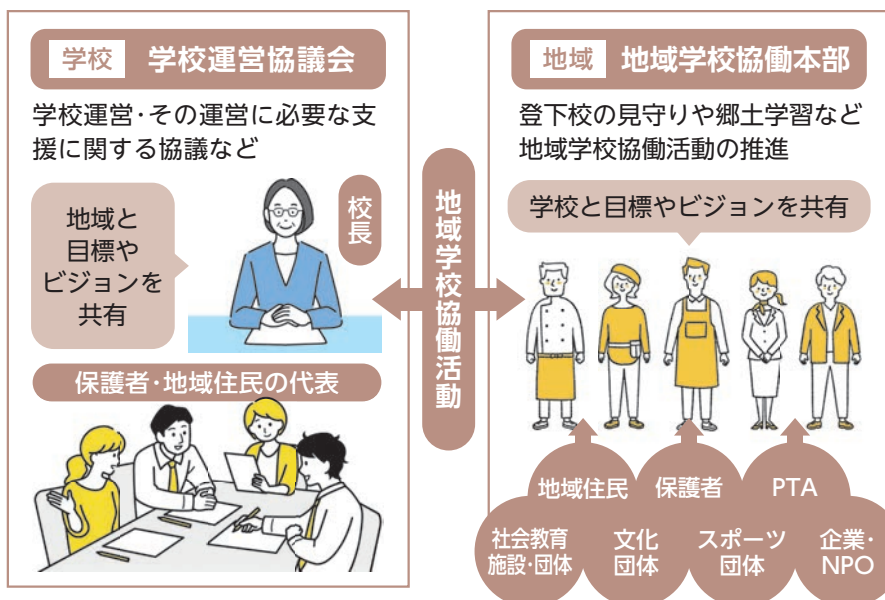 学校 学校運営協議会
学校運営･その運営に必要な支
援に関する協議など
地域と
目標や
ビジョンを
共有
校長
保護者･地域住民の代表
地域学校協働活動
地域 地域学校協働本部
登下校の見守りや郷土学習など
地域学校協働活動の推進
学校と目標やビジョンを共有
地域住民
保護者
PTA
社会教育
施設･団体
文化
団体
スポーツ
団体
企業･
NPO